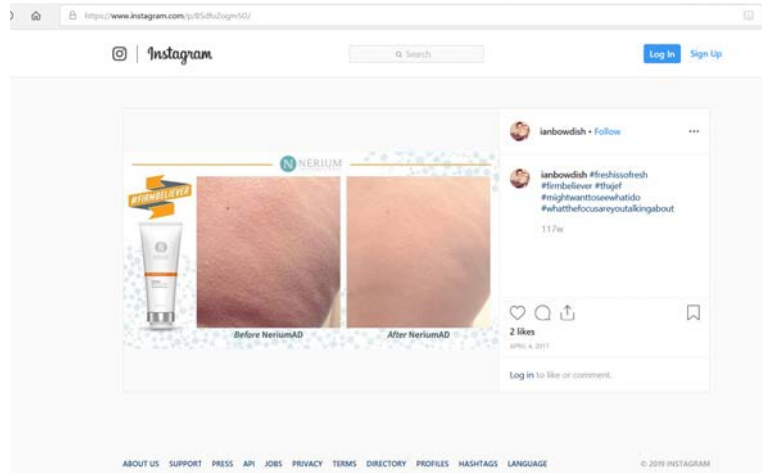 https://www.instagram.com/p/BSdfuZogm5O/
Instagram
Search
Log In
Sign Up
NERIUM
#FIRMBELIEVER
Before NeriumAD
After NeriumAD
ianbowdish • Follow
ianbowdish #freshissofresh
#firmbeliever #thxjef
#mightwanttoseewhatido
#whatthefocusareyoutalkingabout
117w
2 likes
APRIL 4, 2017
Log in to like or comment.
ABOUT US SUPPORT PRESS API JOBS PRIVACY TERMS DIRECTORY PROFILES HASHTAGS LANGUAGE
© 2019 INSTAGRAM